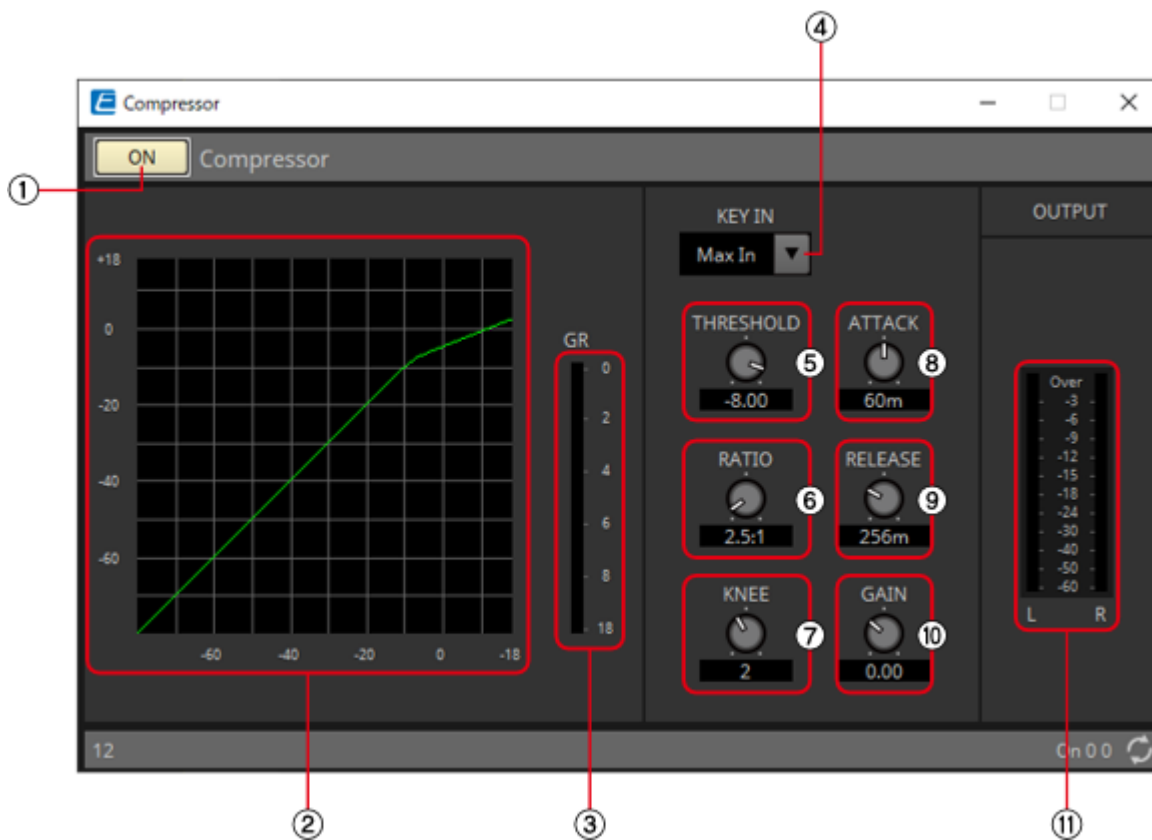 ④
Compressor
ON Compressor
①
KEY IN
Max In
OUTPUT
+18
0
-20
-40
-60
-60 -40 -20 0 -18
②
GR
0
2
4
6
8
18
③
THRESHOLD
⑤
-8.00
ATTACK
⑧
60m
RATIO
⑥
2.5:1
RELEASE
⑨
256m
KNEE
⑦
2
GAIN
⑩
0.00
Over
-3
-6
-9
-12
-15
-18
-24
-30
-40
-50
-60
L R
⑪
12
On 0 0